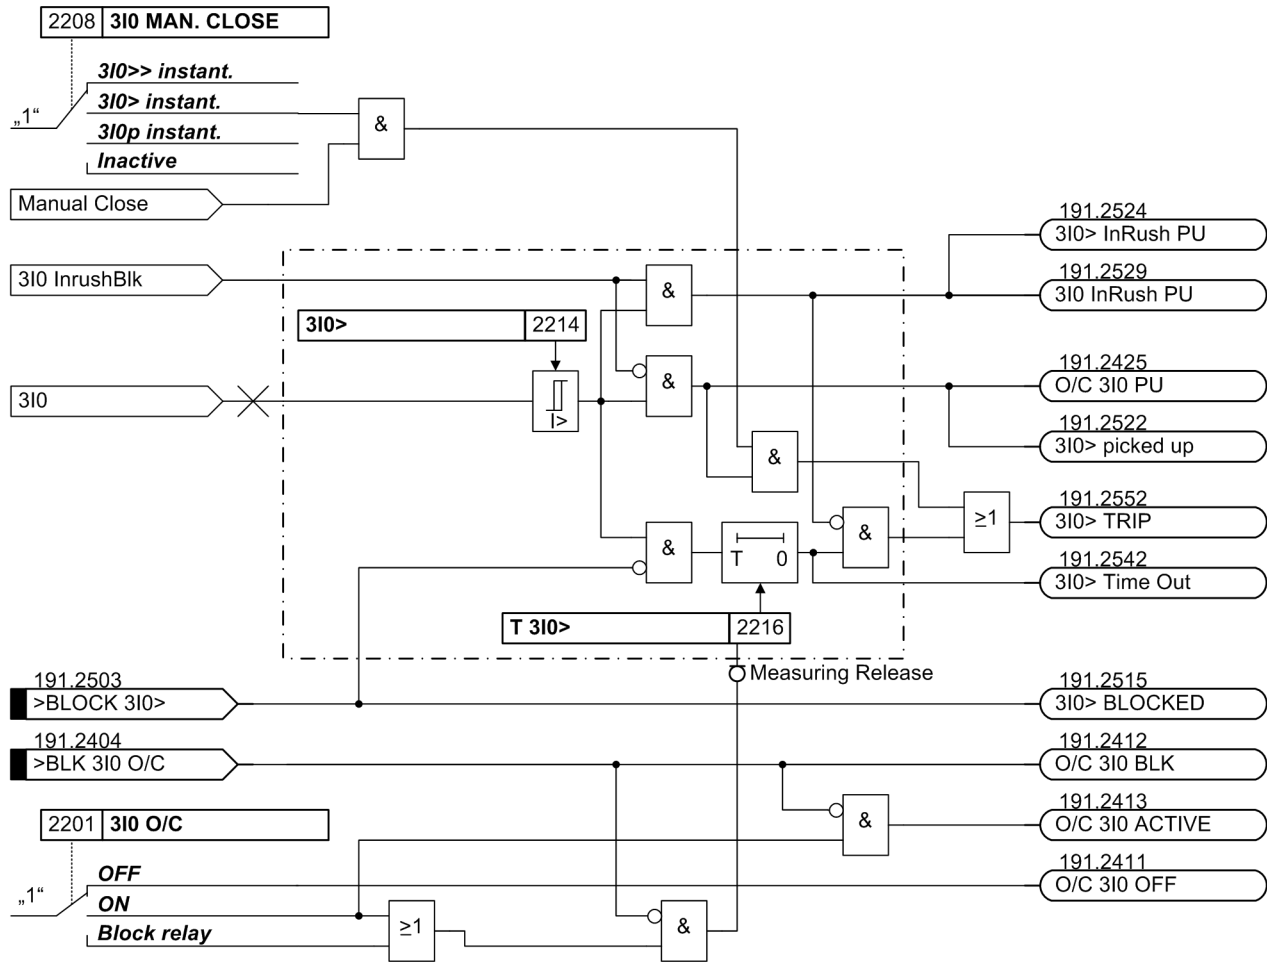 2208 3I0 MAN. CLOSE
3I0>> instant.
„1“
3I0> instant.
3I0p instant.
Inactive
&
Manual Close
191.2524
3I0> InRush PU
191.2529
3I0 InRush PU
3I0 InrushBlk
&
3I0> 2214
191.2425
O/C 3I0 PU
&
3I0
I>
191.2522
3I0> picked up
&
191.2552
3I0> TRIP
≥1
&
&
T 0
191.2542
3I0> Time Out
T 3I0> 2216
Measuring Release
191.2503
>BLOCK 3I0>
191.2515
3I0> BLOCKED
191.2404
>BLK 3I0 O/C
191.2412
O/C 3I0 BLK
2201 3I0 O/C
&
191.2413
O/C 3I0 ACTIVE
OFF
„1“
ON
Block relay
191.2411
O/C 3I0 OFF
≥1
&